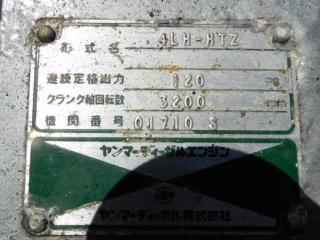 形式名 4LH-HTZ
連続定格出力 120 PS
クランク軸回転数 3200 rpm
機関番号 01710 S
ヤンマーディーゼルエンジン
ヤンマーディーゼル株式会社